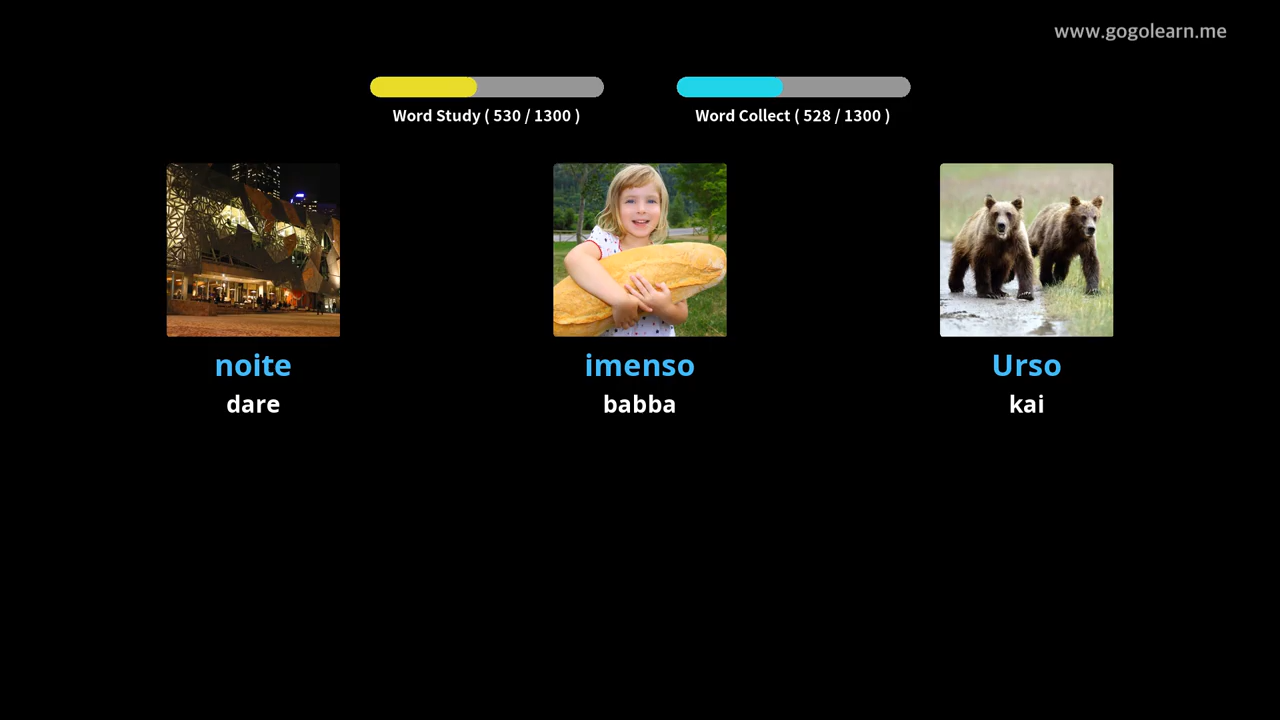 www.gogolearn.me
Word Study ( 530 / 1300 )
Word Collect ( 528 / 1300 )
noite
imenso
Urso
dare
babba
kai